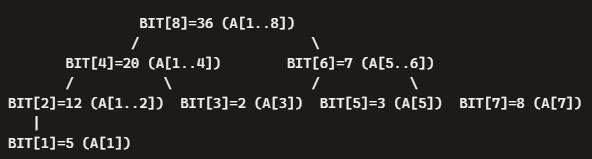 BIT[8]=36 (A[1..8])
/ \
BIT[4]=20 (A[1..4]) BIT[6]=7 (A[5..6])
/ \ / \
BIT[2]=12 (A[1..2]) BIT[3]=2 (A[3]) BIT[5]=3 (A[5]) BIT[7]=8 (A[7])
|
BIT[1]=5 (A[1])